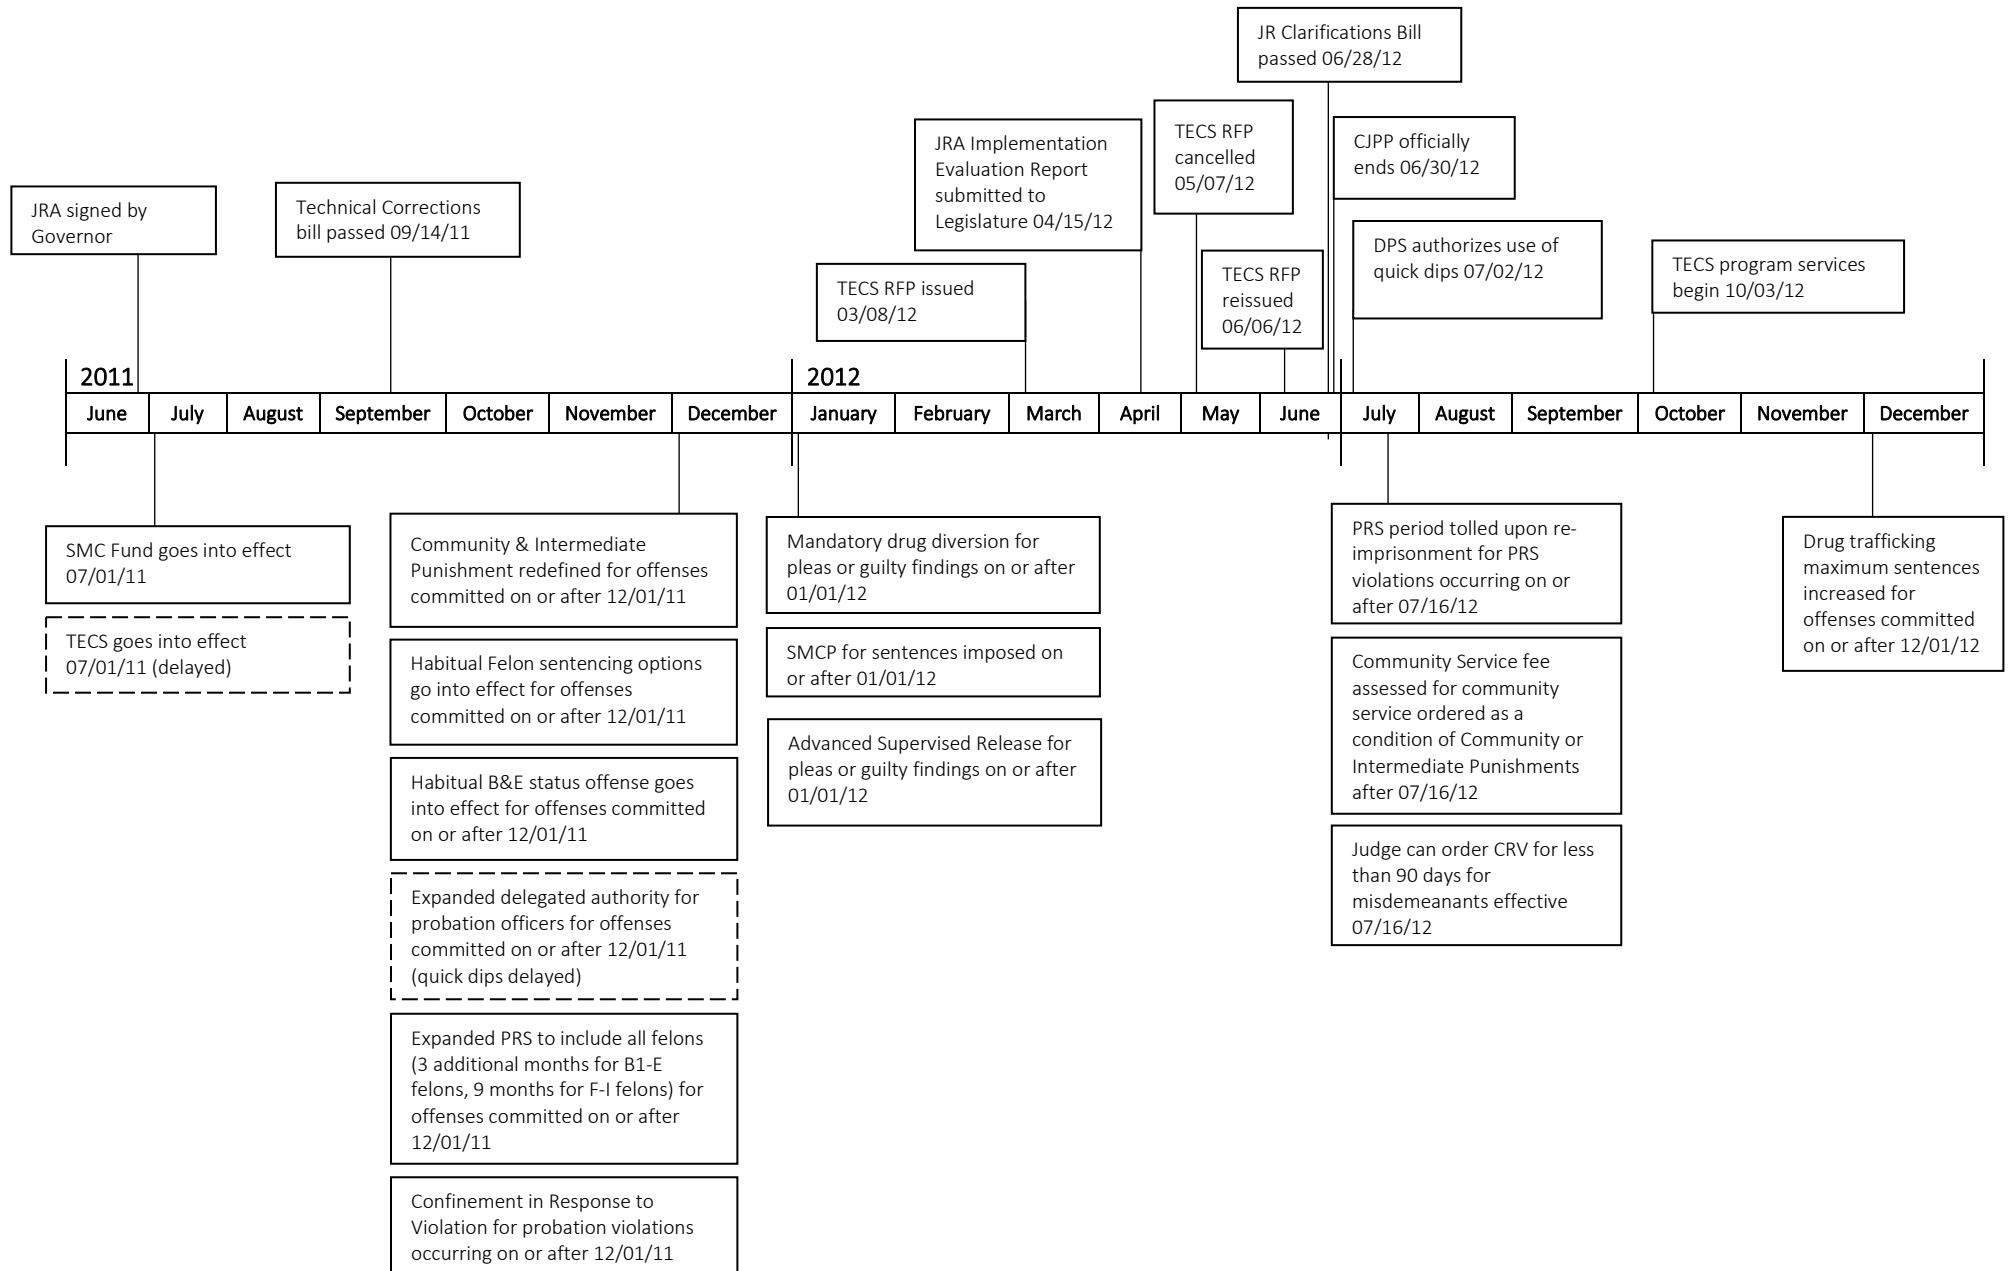 JR Clarifications Bill
passed 06/28/12
JRA Implementation
Evaluation Report
submitted to
Legislature 04/15/12
TECS RFP
cancelled
05/07/12
CJPP officially
ends 06/30/12
JRA signed by
Governor
Technical Corrections
bill passed 09/14/11
TECS RFP issued
03/08/12
TECS RFP
reissued
06/06/12
DPS authorizes use of
quick dips 07/02/12
TECS program services
begin 10/03/12
2011
2012
June July August September October November December January February March April May June July August September October November December
SMC Fund goes into effect
07/01/11
TECS goes into effect
07/01/11 (delayed)
Community & Intermediate
Punishment redefined for offenses
committed on or after 12/01/11
Habitual Felon sentencing options
go into effect for offenses
committed on or after 12/01/11
Habitual B&E status offense goes
into effect for offenses committed
on or after 12/01/11
Expanded delegated authority for
probation officers for offenses
committed on or after 12/01/11
(quick dips delayed)
Expanded PRS to include all felons
(3 additional months for B1-E
felons, 9 months for F-I felons) for
offenses committed on or after
12/01/11
Confinement in Response to
Violation for probation violations
occurring on or after 12/01/11
Mandatory drug diversion for
pleas or guilty findings on or after
01/01/12
SMCP for sentences imposed on
or after 01/01/12
Advanced Supervised Release for
pleas or guilty findings on or after
01/01/12
PRS period tolled upon re-
imprisonment for PRS
violations occurring on or
after 07/16/12
Community Service fee
assessed for community
service ordered as a
condition of Community or
Intermediate Punishments
after 07/16/12
Judge can order CRV for less
than 90 days for
misdemeanants effective
07/16/12
Drug trafficking
maximum sentences
increased for
offenses committed
on or after 12/01/12